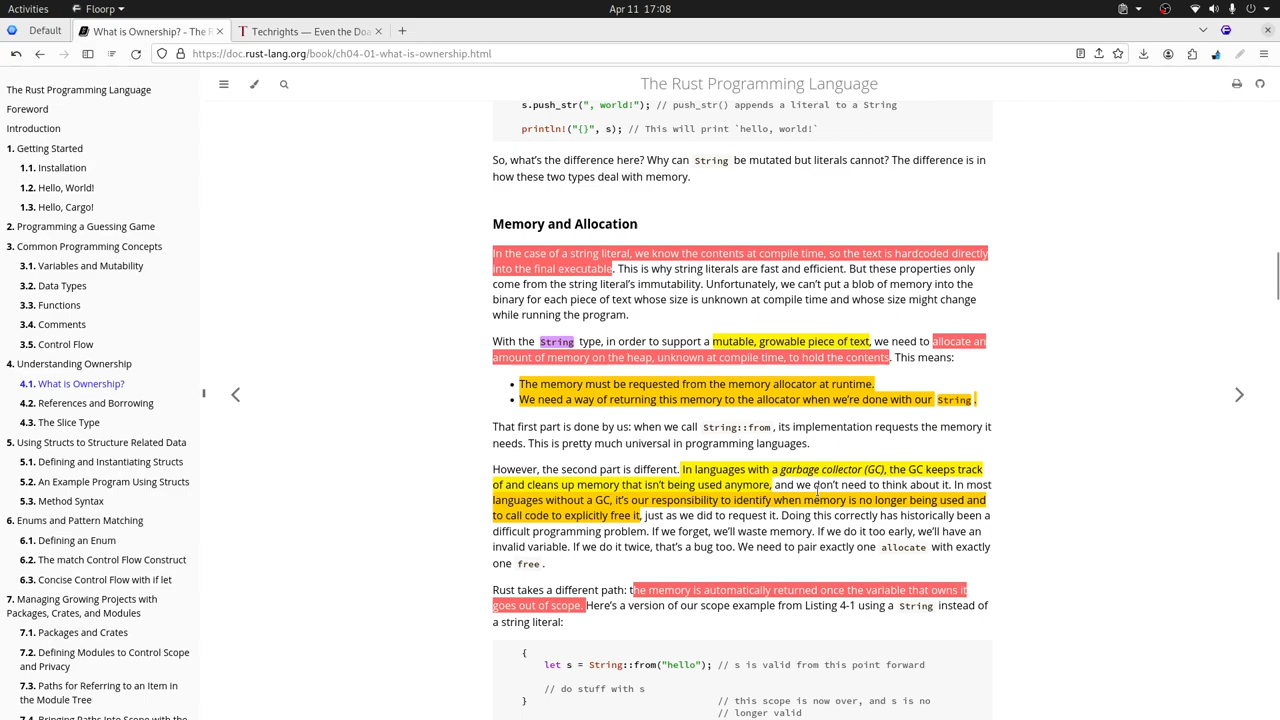 Activities
Floorp
Apr 11 17:08
Default
What is Ownership? - The R
Techrights — Even the Doa
https://doc.rust-lang.org/book/ch04-01-what-is-ownership.html
The Rust Programming Language
Foreword
Introduction
1. Getting Started
1.1. Installation
1.2. Hello, World!
1.3. Hello, Cargo!
2. Programming a Guessing Game
3. Common Programming Concepts
3.1. Variables and Mutability
3.2. Data Types
3.3. Functions
3.4. Comments
3.5. Control Flow
4. Understanding Ownership
4.1. What is Ownership?
4.2. References and Borrowing
4.3. The Slice Type
5. Using Structs to Structure Related Data
5.1. Defining and Instantiating Structs
5.2. An Example Program Using Structs
5.3. Method Syntax
6. Enums and Pattern Matching
6.1. Defining an Enum
6.2. The match Control Flow Construct
6.3. Concise Control Flow with if let
7. Managing Growing Projects with
Packages, Crates, and Modules
7.1. Packages and Crates
7.2. Defining Modules to Control Scope
and Privacy
7.3. Paths for Referring to an Item in
the Module Tree
7.4. Bringing Paths Into Scope with the
The Rust Programming Language
s.push_str(", world!"); // push_str() appends a literal to a String
println!("{}", s); // This will print `hello, world!`
So, what’s the difference here? Why can String be mutated but literals cannot? The difference is in
how these two types deal with memory.
Memory and Allocation
In the case of a string literal, we know the contents at compile time, so the text is hardcoded directly
into the final executable. This is why string literals are fast and efficient. But these properties only
come from the string literal’s immutability. Unfortunately, we can’t put a blob of memory into the
binary for each piece of text whose size is unknown at compile time and whose size might change
while running the program.
With the String type, in order to support a mutable, growable piece of text, we need to allocate an
amount of memory on the heap, unknown at compile time, to hold the contents. This means:
• The memory must be requested from the memory allocator at runtime.
• We need a way of returning this memory to the allocator when we’re done with our String.
That first part is done by us: when we call String::from, its implementation requests the memory it
needs. This is pretty much universal in programming languages.
However, the second part is different. In languages with a garbage collector (GC), the GC keeps track
of and cleans up memory that isn’t being used anymore, and we don’t need to think about it. In most
languages without a GC, it’s our responsibility to identify when memory is no longer being used and
to call code to explicitly free it, just as we did to request it. Doing this correctly has historically been a
difficult programming problem. If we forget, we’ll waste memory. If we do it too early, we’ll have an
invalid variable. If we do it twice, that’s a bug too. We need to pair exactly one allocate with exactly
one free.
Rust takes a different path: the memory is automatically returned once the variable that owns it
goes out of scope. Here’s a version of our scope example from Listing 4-1 using a String instead of
a string literal:
{
let s = String::from("hello"); // s is valid from this point forward
// do stuff with s
} // this scope is now over, and s is no
// longer valid